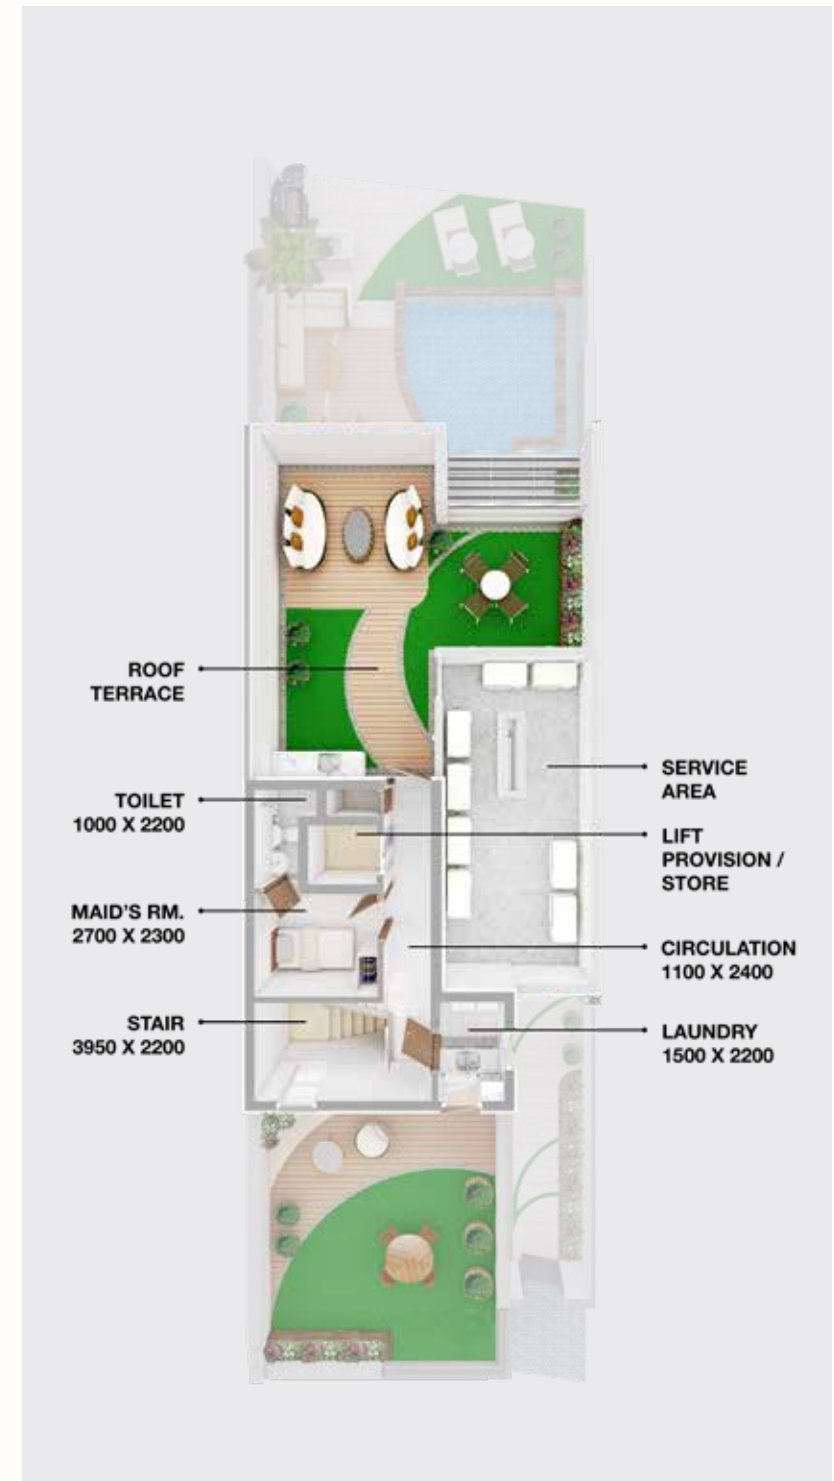 ROOF
TERRACE
TOILET
1000 X 2200
MAID'S RM.
2700 X 2300
STAIR
3950 X 2200
SERVICE
AREA
LIFT
PROVISION /
STORE
CIRCULATION
1100 X 2400
LAUNDRY
1500 X 2200